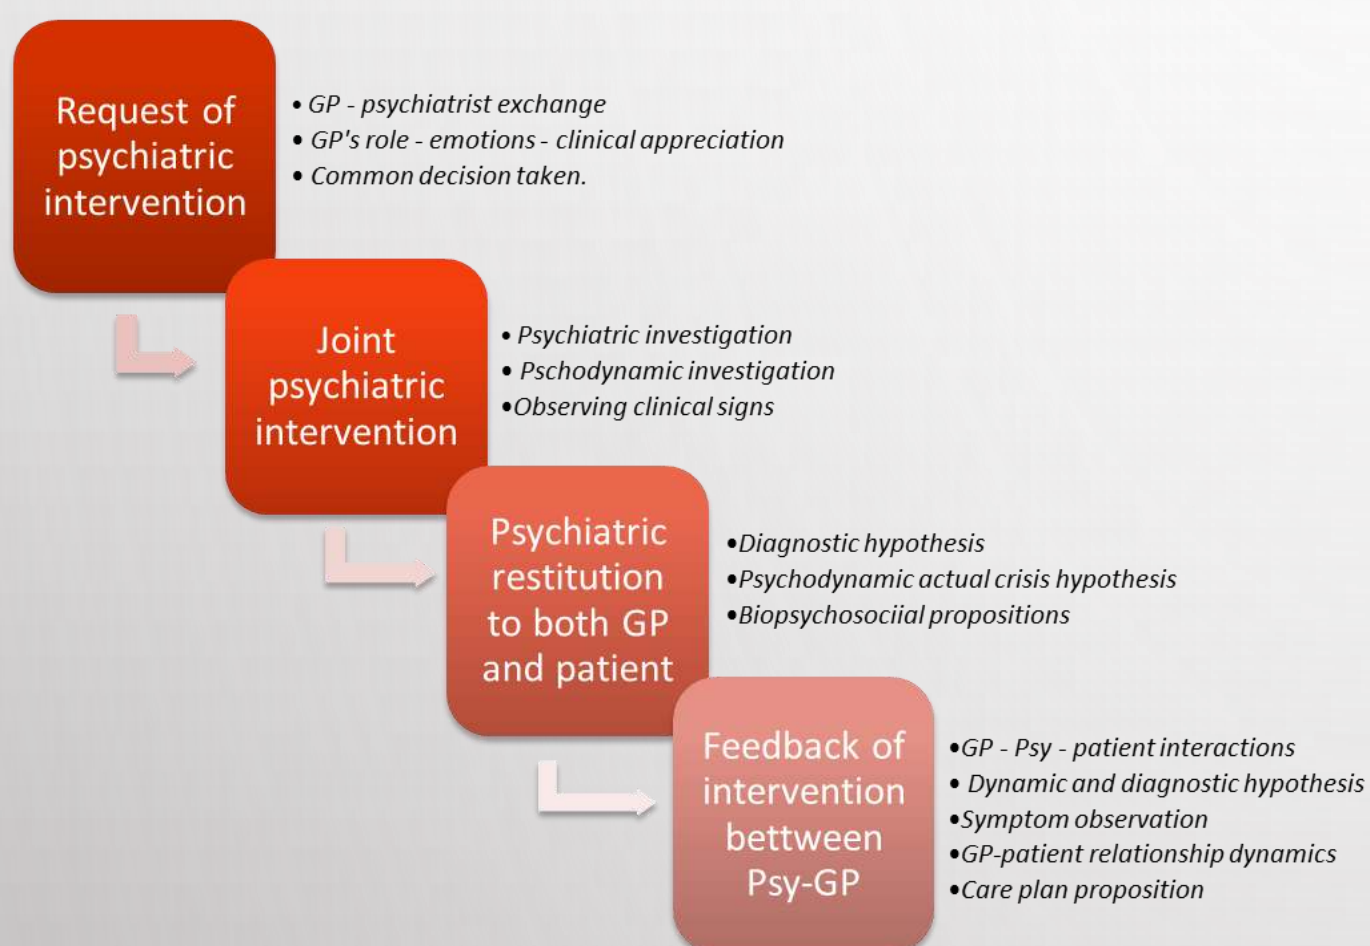 Request of
psychiatric
intervention
• GP - psychiatrist exchange
• GP's role - emotions - clinical appreciation
• Common decision taken.
Joint
psychiatric
intervention
• Psychiatric investigation
• Pschodynamic investigation
•Observing clinical signs
Psychiatric
restitution
to both GP
and patient
•Diagnostic hypothesis
•Psychodynamic actual crisis hypothesis
•Biopsychosociial propositions
Feedback of
intervention
bettween
Psy-GP
•GP - Psy - patient interactions
• Dynamic and diagnostic hypothesis
•Symptom observation
•GP-patient relationship dynamics
•Care plan proposition